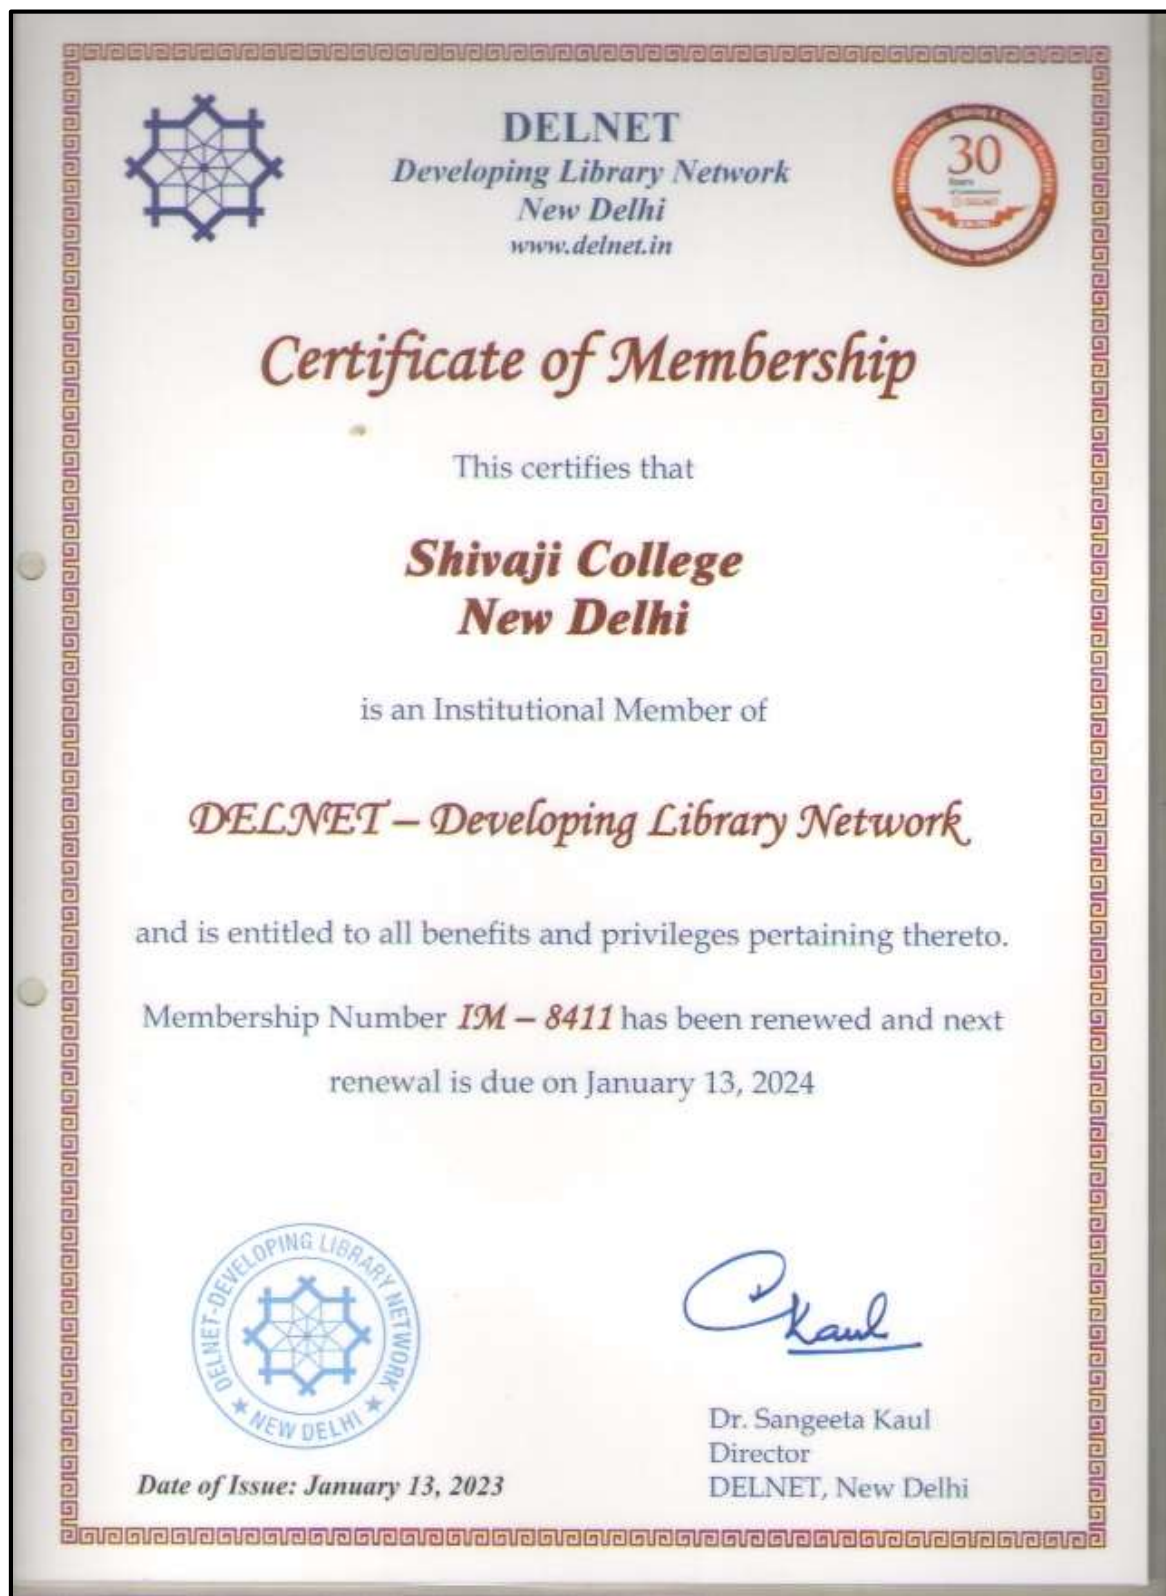 DELNET
Developing Library Network
New Delhi
www.delnet.in
30
Years
DELNET
Certificate of Membership
This certifies that
Shivaji College
New Delhi
is an Institutional Member of
DELNET – Developing Library Network
and is entitled to all benefits and privileges pertaining thereto.
Membership Number IM – 8411 has been renewed and next
renewal is due on January 13, 2024
DELNET-DEVELOPING LIBRARY NETWORK
★ NEW DELHI ★
Kaul
Dr. Sangeeta Kaul
Director
DELNET, New Delhi
Date of Issue: January 13, 2023